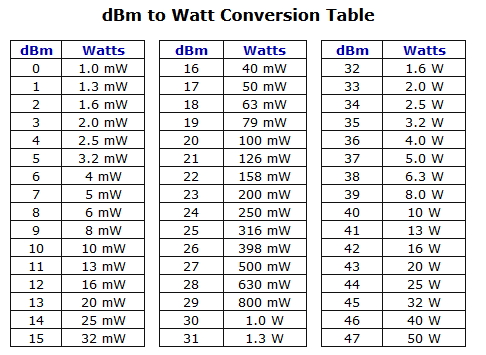 dBm to Watt Conversion Table
dBm Watts dBm Watts dBm Watts
0 1.0 mW 16 40 mW 32 1.6 W
1 1.3 mW 17 50 mW 33 2.0 W
2 1.6 mW 18 63 mW 34 2.5 W
3 2.0 mW 19 79 mW 35 3.2 W
4 2.5 mW 20 100 mW 36 4.0 W
5 3.2 mW 21 126 mW 37 5.0 W
6 4 mW 22 158 mW 38 6.3 W
7 5 mW 23 200 mW 39 8.0 W
8 6 mW 24 250 mW 40 10 W
9 8 mW 25 316 mW 41 13 W
10 10 mW 26 398 mW 42 16 W
11 13 mW 27 500 mW 43 20 W
12 16 mW 28 630 mW 44 25 W
13 20 mW 29 800 mW 45 32 W
14 25 mW 30 1.0 W 46 40 W
15 32 mW 31 1.3 W 47 50 W